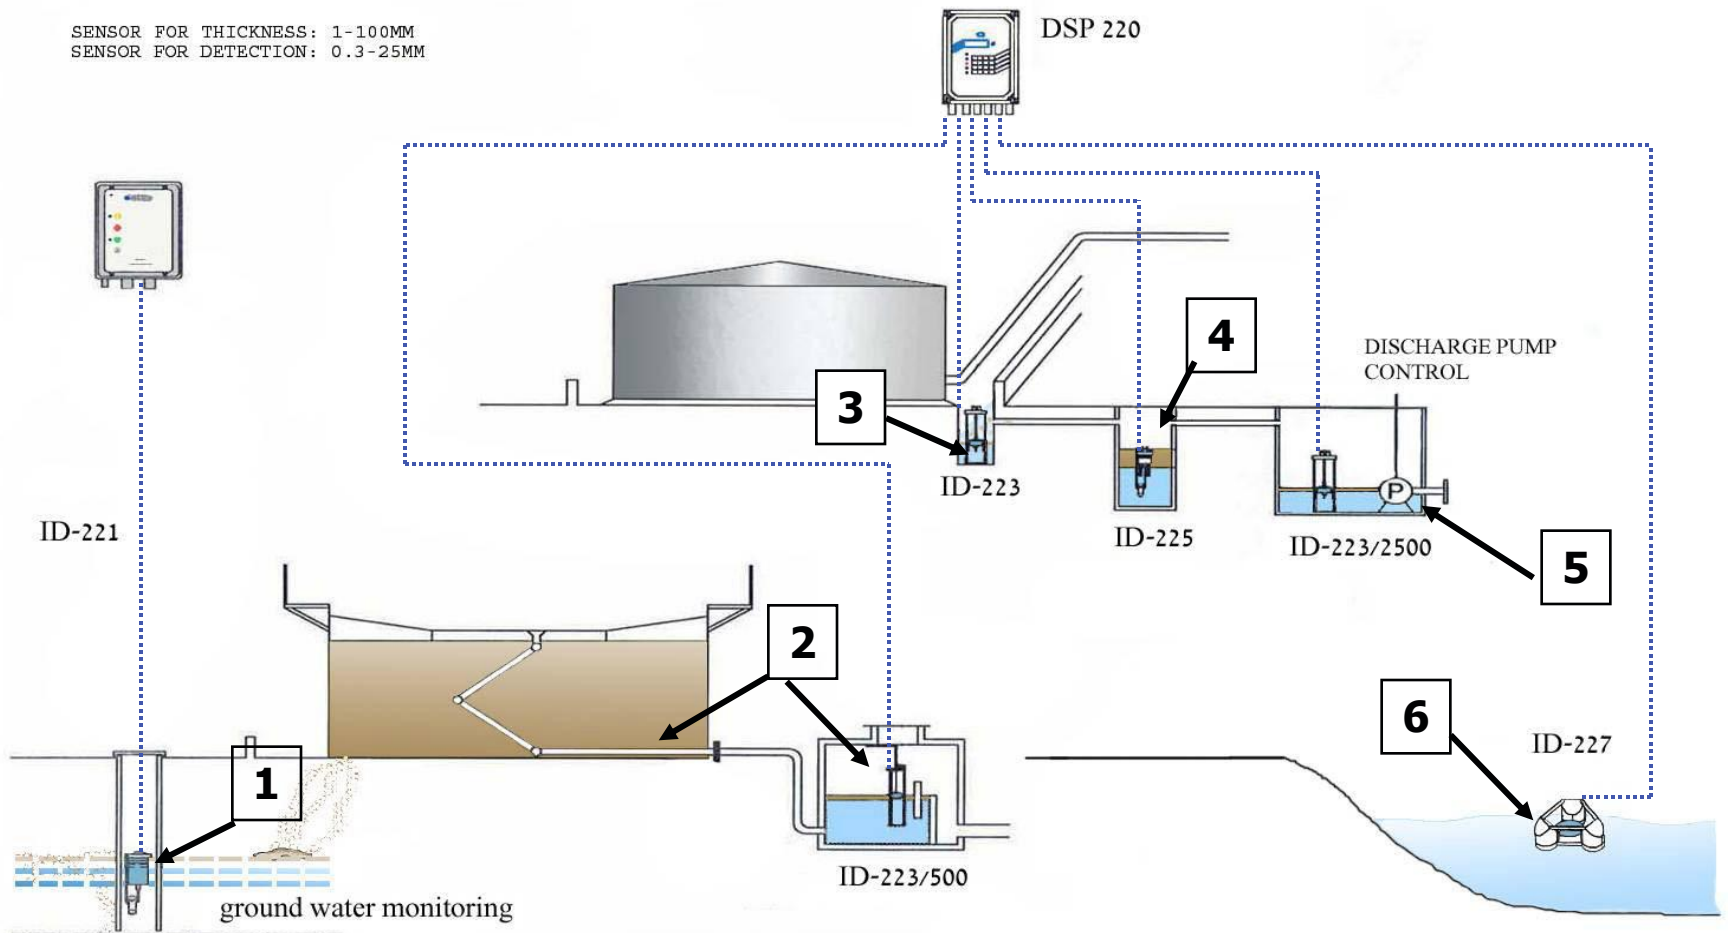 SENSOR FOR THICKNESS: 1-100MM
SENSOR FOR DETECTION: 0.3-25MM
DSP 220
4
DISCHARGE PUMP
CONTROL
3
ID-223
P
ID-221
ID-225
ID-223/2500
5
2
6
ID-227
1
ID-223/500
ground water monitoring